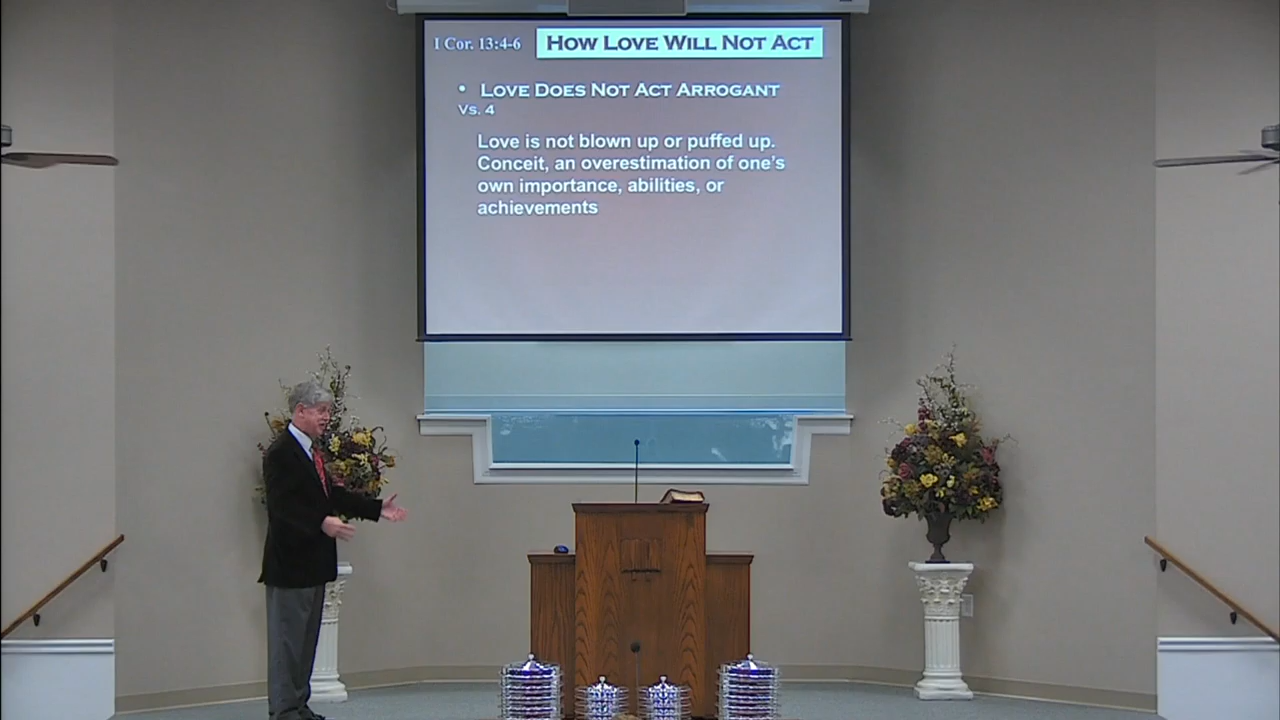 I Cor. 13:4-6
How Love Will Not Act
• Love Does Not Act Arrogant
Vs. 4
Love is not blown up or puffed up.
Conceit, an overestimation of one's
own importance, abilities, or
achievements